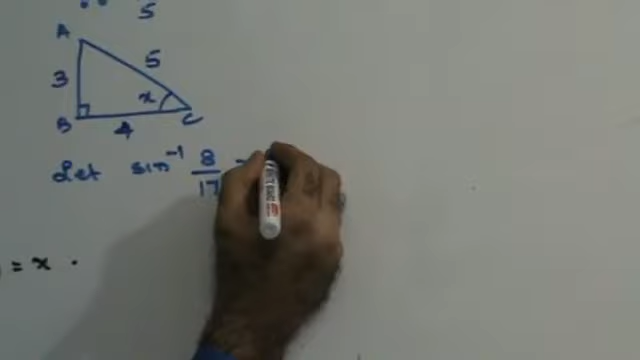 5
A
3
5
x
B
4
C
Let sin⁻¹ 8/17 =
= x .